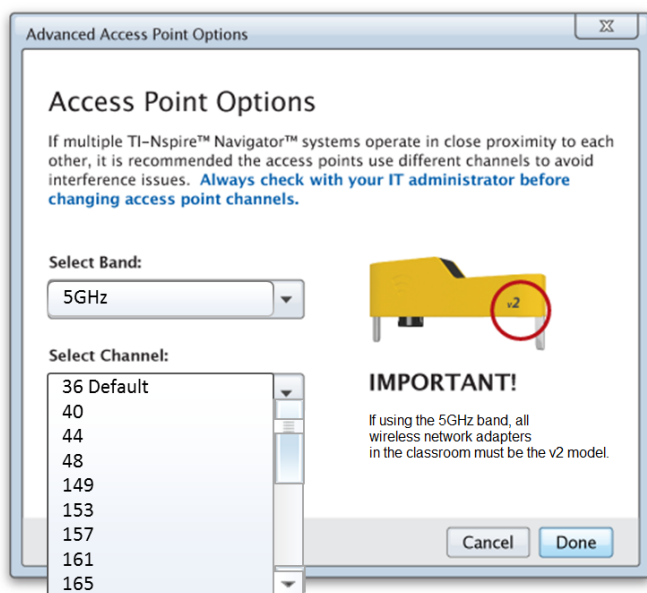 Advanced Access Point Options
Access Point Options
If multiple TI-Nspire™ Navigator™ systems operate in close proximity to each
other, it is recommended the access points use different channels to avoid
interference issues. Always check with your IT administrator before
changing access point channels.
Select Band:
5GHz
v2
Select Channel:
36 Default
40
44
48
149
153
157
161
165
IMPORTANT!
If using the 5GHz band, all
wireless network adapters
in the classroom must be the v2 model.
Cancel
Done